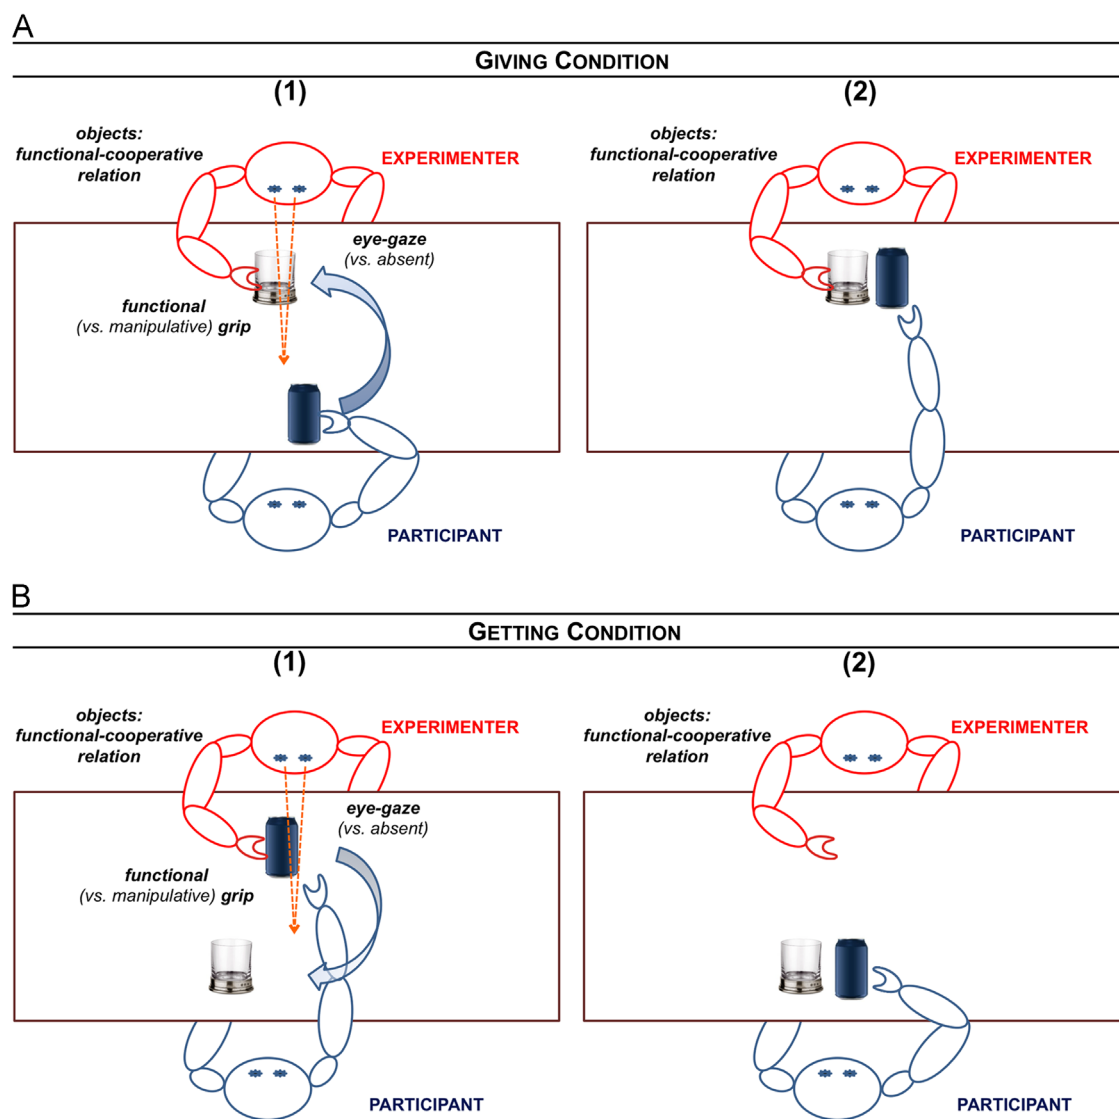 A
GIVING CONDITION
(1)
(2)
objects:
functional-cooperative
relation
EXPERIMENTER
eye-gaze
(vs. absent)
functional
(vs. manipulative) grip
PARTICIPANT
objects:
functional-cooperative
relation
EXPERIMENTER
PARTICIPANT
B
GETTING CONDITION
(1)
(2)
objects:
functional-cooperative
relation
EXPERIMENTER
eye-gaze
(vs. absent)
functional
(vs. manipulative) grip
PARTICIPANT
objects:
functional-cooperative
relation
EXPERIMENTER
PARTICIPANT